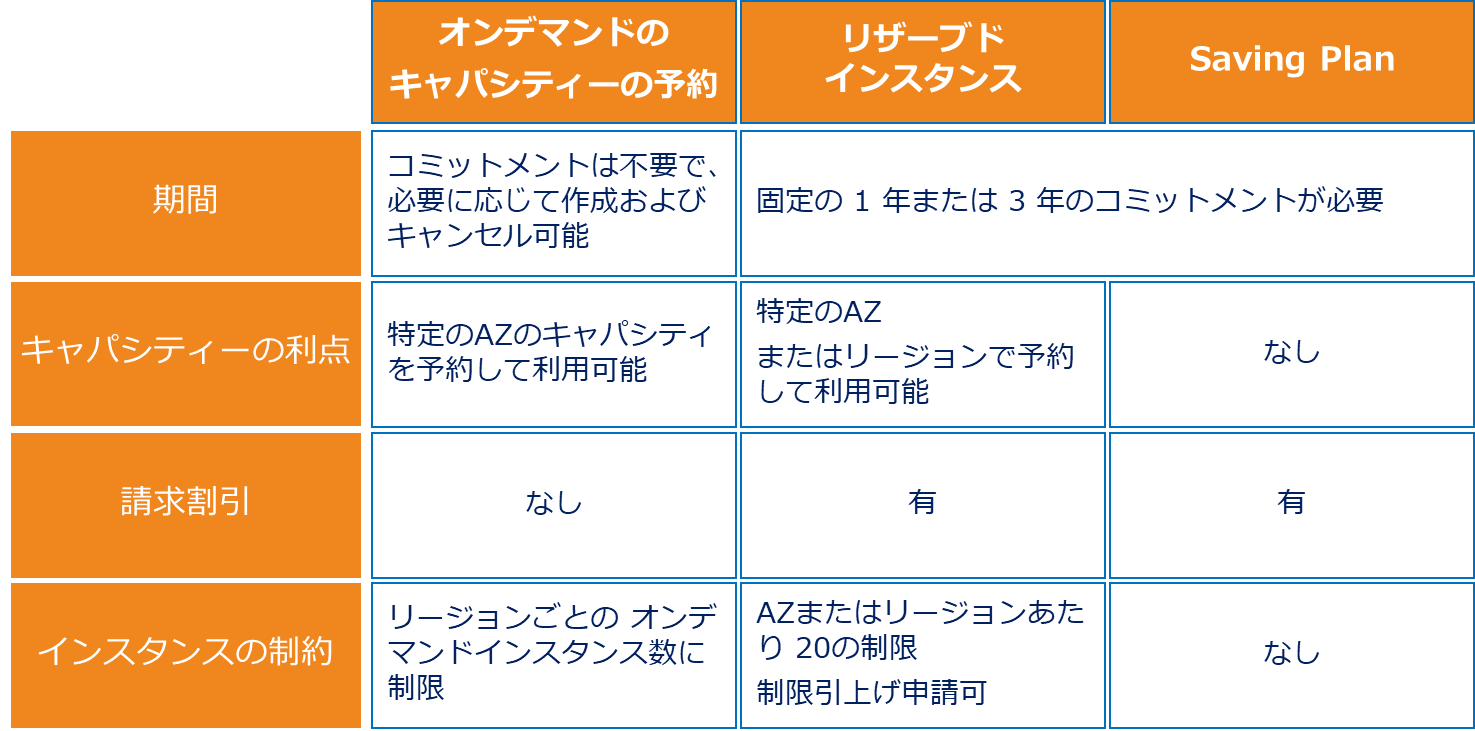 オンデマンドの
キャパシティーの予約
リザーブド
インスタンス
Saving Plan
期間
コミットメントは不要で、
必要に応じて作成および
キャンセル可能
固定の 1 年または 3 年のコミットメントが必要
キャパシティーの利点
特定のAZのキャパシティ
を予約して利用可能
特定のAZ
またはリージョンで予約
して利用可能
なし
請求割引
なし
有
有
インスタンスの制約
リージョンごとの オンデ
マンドインスタンス数に
制限
AZまたはリージョンあた
り 20の制限
制限引上げ申請可
なし